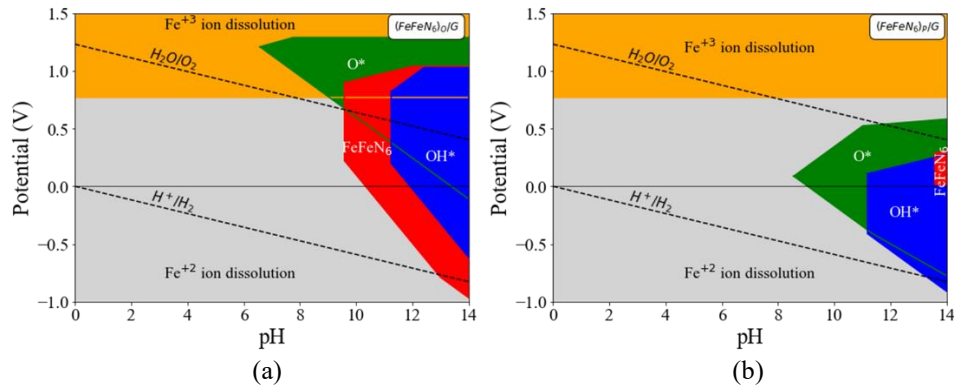 1.5
1.0
0.5
0.0
−0.5
−1.0
Potential (V)
0
2
4
6
8
10
12
14
pH
Fe+3 ion dissolution
(FeFeN6)O/G
H2O/O2
O*
FeFeN6
OH*
H+/H2
Fe+2 ion dissolution
(a)
1.5
1.0
0.5
0.0
−0.5
−1.0
Potential (V)
0
2
4
6
8
10
12
14
pH
(FeFeN6)P/G
Fe+3 ion dissolution
H2O/O2
O*
FeFeN6
OH*
H+/H2
Fe+2 ion dissolution
(b)